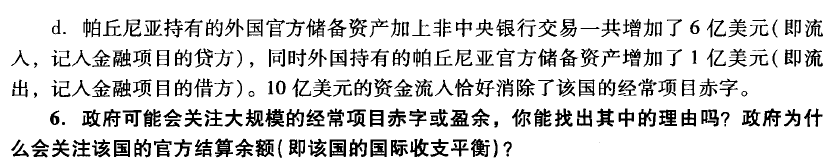 d. 帕丘尼亚持有的外国官方储备资产加上非中央银行交易一共增加了 6 亿美元(即流
入，记入金融项目的贷方)，同时外国持有的帕丘尼亚官方储备资产增加了 1 亿美元(即流
出，记入金融项目的借方)。10 亿美元的资金流入恰好消除了该国的经常项目赤字。
6. 政府可能会关注大规模的经常项目赤字或盈余，你能找出其中的理由吗？政府为什
么会关注该国的官方结算余额(即该国的国际收支平衡)？